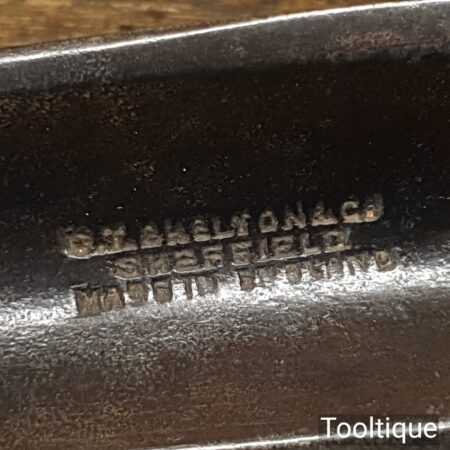 C.T.SKELTON&CO
SHEFFIELD
MADE IN ENGLAND
Tooltique